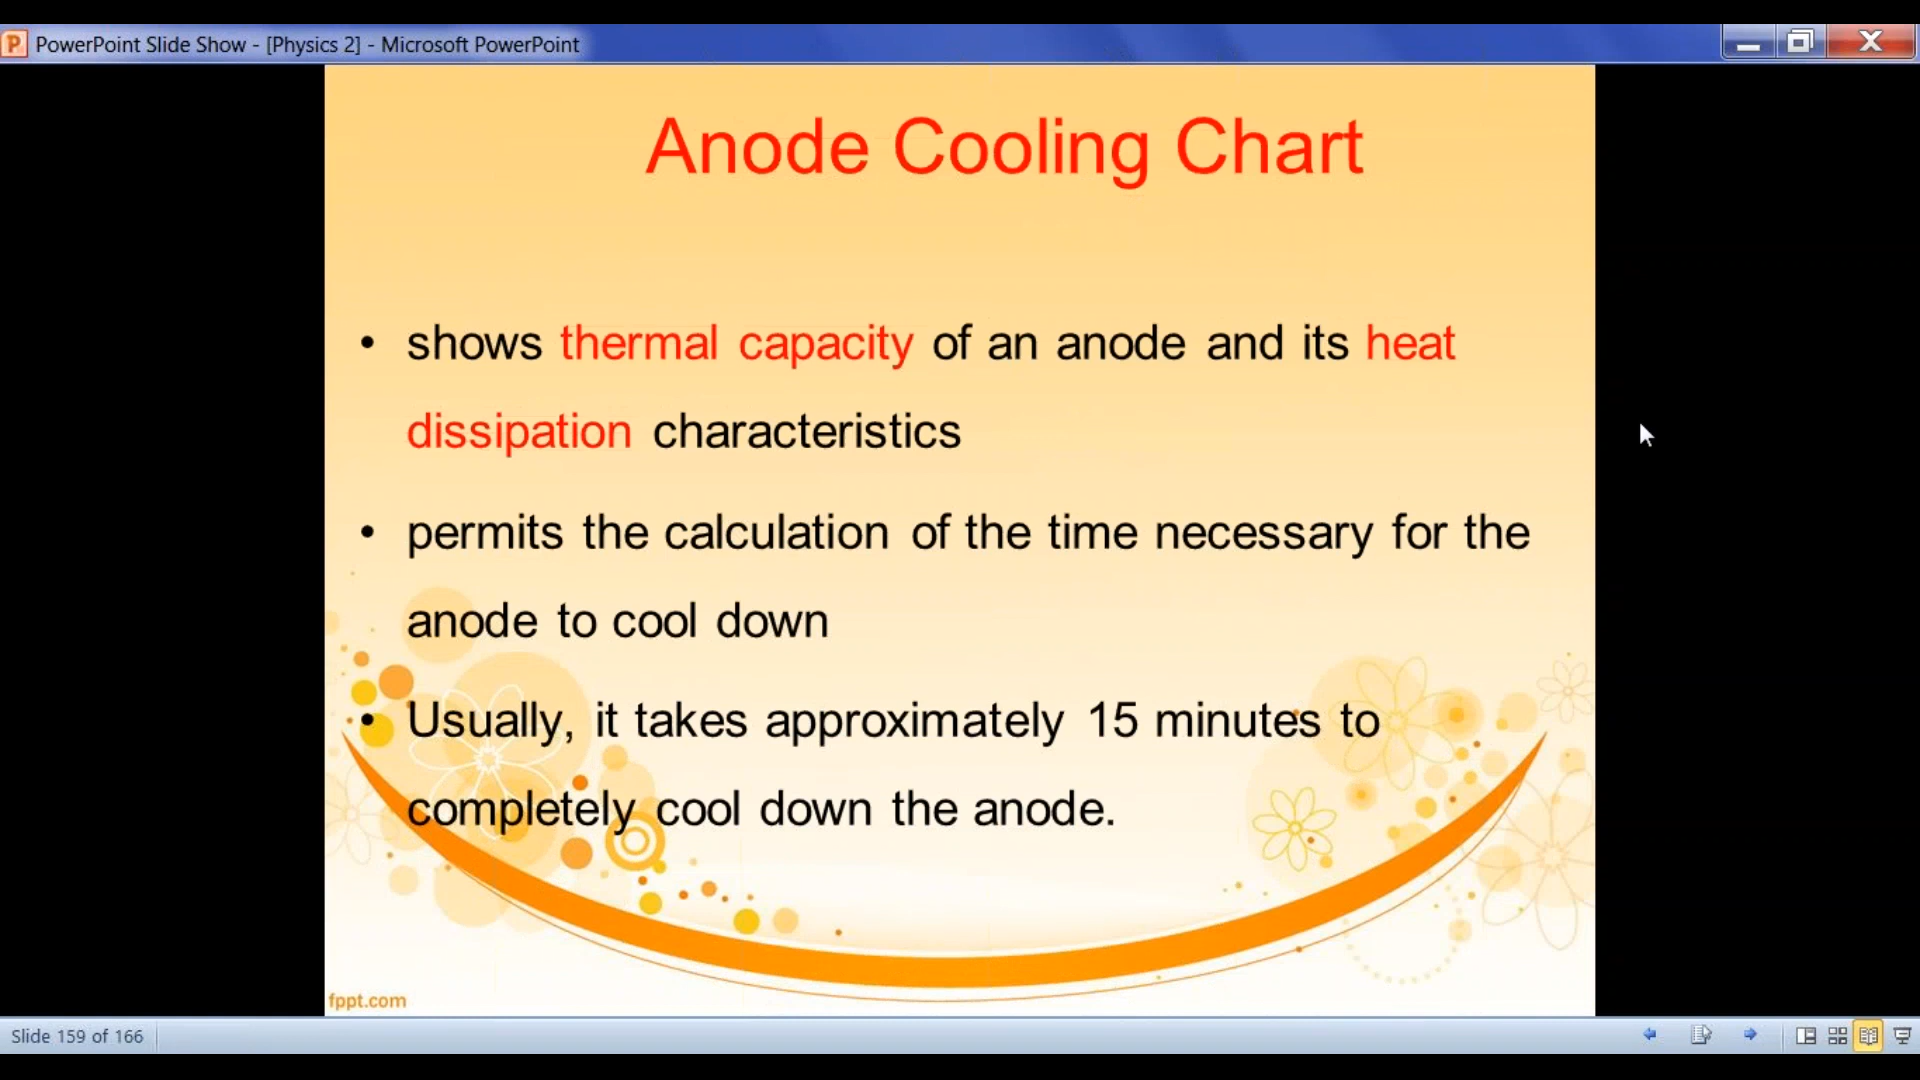 PowerPoint Slide Show - [Physics 2] - Microsoft PowerPoint
Anode Cooling Chart
• shows thermal capacity of an anode and its heat
dissipation characteristics
• permits the calculation of the time necessary for the
anode to cool down
• Usually, it takes approximately 15 minutes to
completely cool down the anode.
fppt.com
Slide 159 of 166